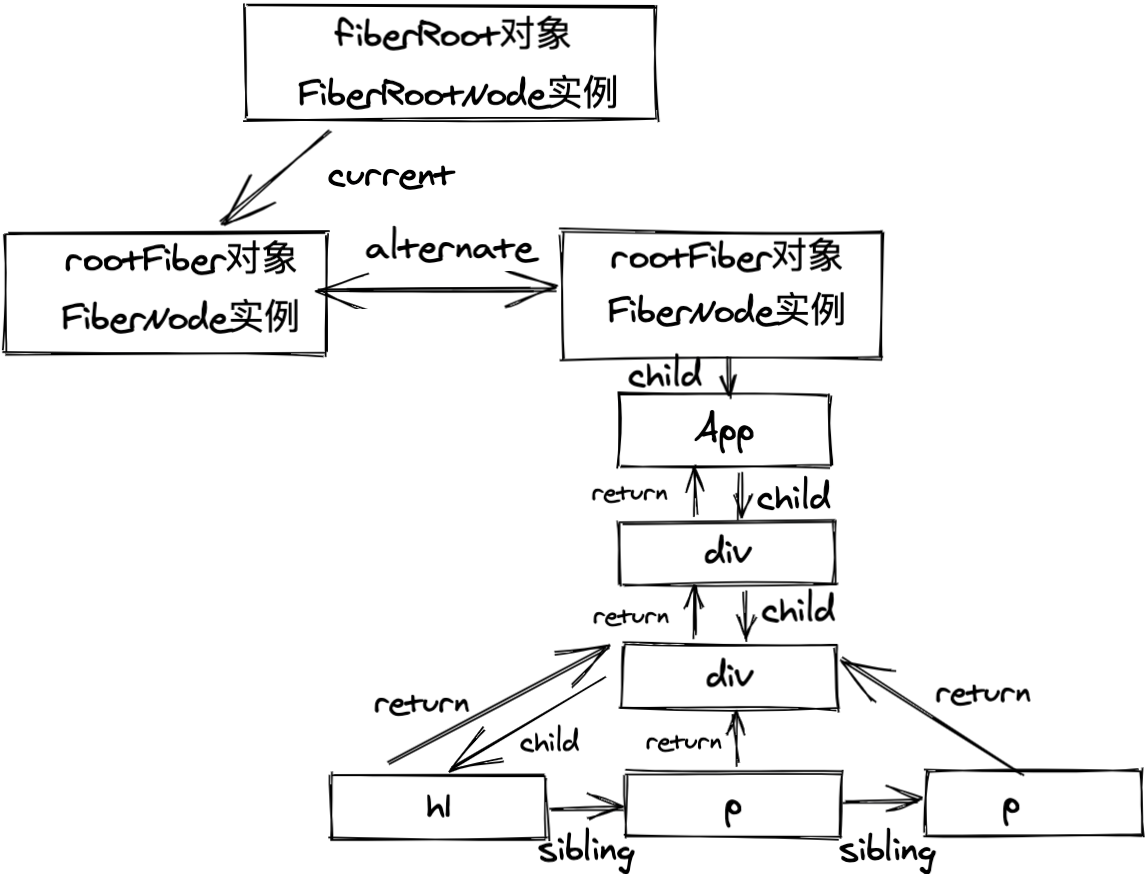 fiberRoot对象
FiberRootNode实例
current
alternate
rootFiber对象
FiberNode实例
rootFiber对象
FiberNode实例
child
App
return
child
div
return
child
div
return
child
return
return
h1
p
p
sibling
sibling